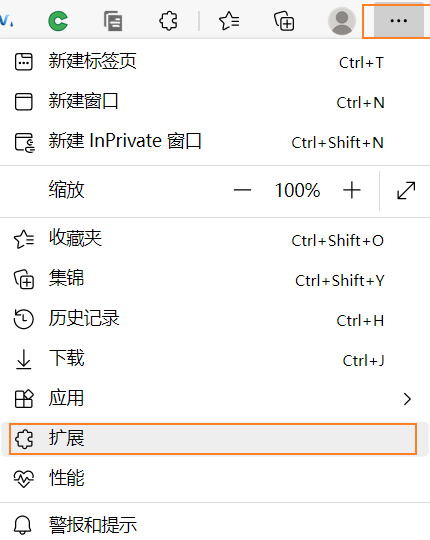 新建标签页 Ctrl+T
新建窗口 Ctrl+N
新建 InPrivate 窗口 Ctrl+Shift+N
缩放 — 100% +
收藏夹 Ctrl+Shift+O
集锦 Ctrl+Shift+Y
历史记录 Ctrl+H
下载 Ctrl+J
应用
扩展
性能
警报和提示